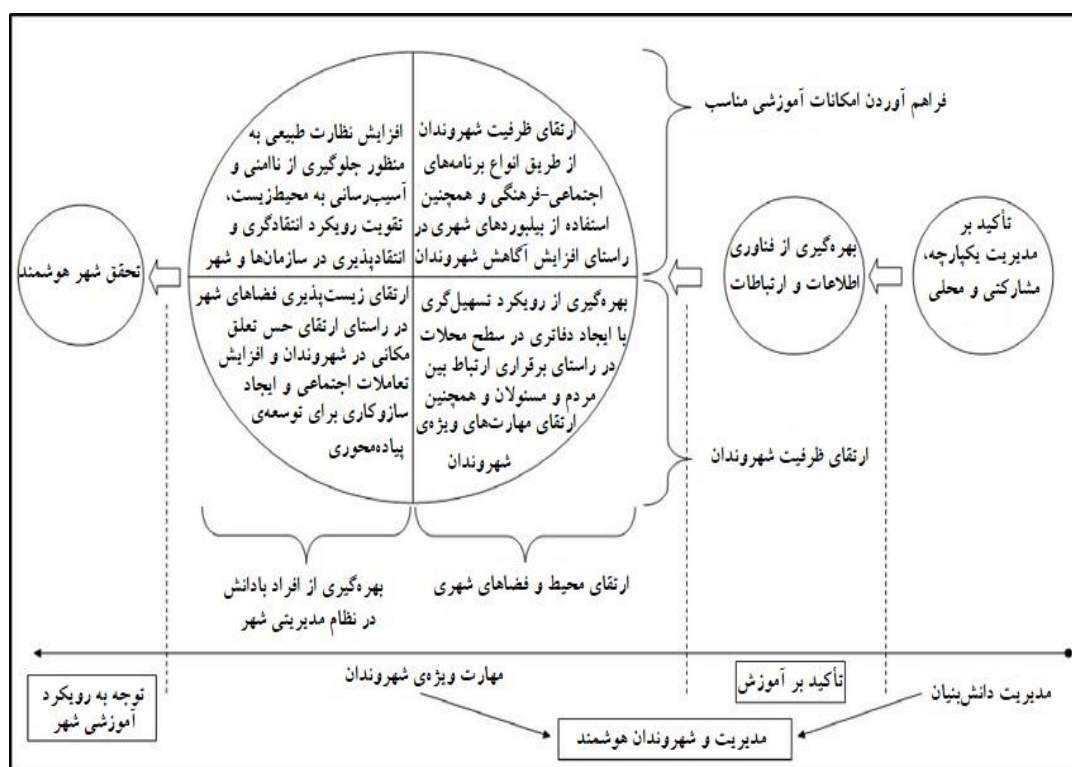 فراهم آوردن امکانات آموزشی مناسب
ارتقای ظرفیت شهروندان
از طریق انواع برنامه‌های
اجتماعی-فرهنگی و همچنین
استفاده از بیلبوردهای شهری در
راستای افزایش آگاهش شهروندان
افزایش نظارت طبیعی به
منظور جلوگیری از ناامنی و
آسیب‌رسانی به محیط‌زیست،
تقویت رویکرد انتقادگری و
انتقادپذیری در سازمان‌ها و شهر
تأکید بر
مدیریت یکپارچه،
مشارکتی و محلی
بهره‌گیری از فناوری
اطلاعات و ارتباطات
تحقق شهر هوشمند
بهره‌گیری از رویکرد تسهیل‌گری
با ایجاد دفاتری در سطح محلات
در راستای برقراری ارتباط بین
مردم و مسئولان و همچنین
ارتقای مهارت‌های ویژه‌ی
شهروندان
ارتقای زیست‌پذیری فضاهای شهر
در راستای ارتقای حس تعلق
مکانی در شهروندان و افزایش
تعاملات اجتماعی و ایجاد
سازوکاری برای توسعه‌ی
پیاده‌محوری
ارتقای ظرفیت شهروندان
ارتقای محیط و فضاهای شهری
بهره‌گیری از افراد بادانش
در نظام مدیریتی شهر
مدیریت دانش‌بنیان
تأکید بر آموزش
مهارت ویژه‌ی شهروندان
توجه به رویکرد
آموزشی شهر
مدیریت و شهروندان هوشمند